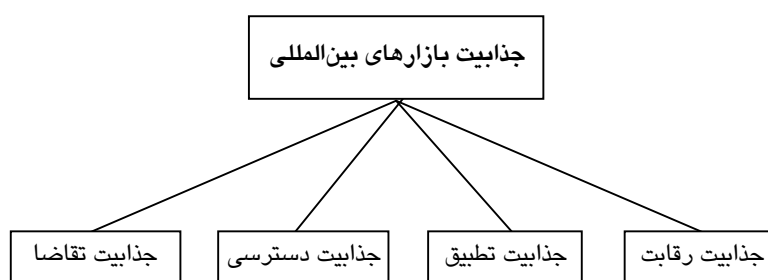 جذابیت بازارهای بین‌المللی
جذابیت رقابت
جذابیت تطبیق
جذابیت دسترسی
جذابیت تقاضا